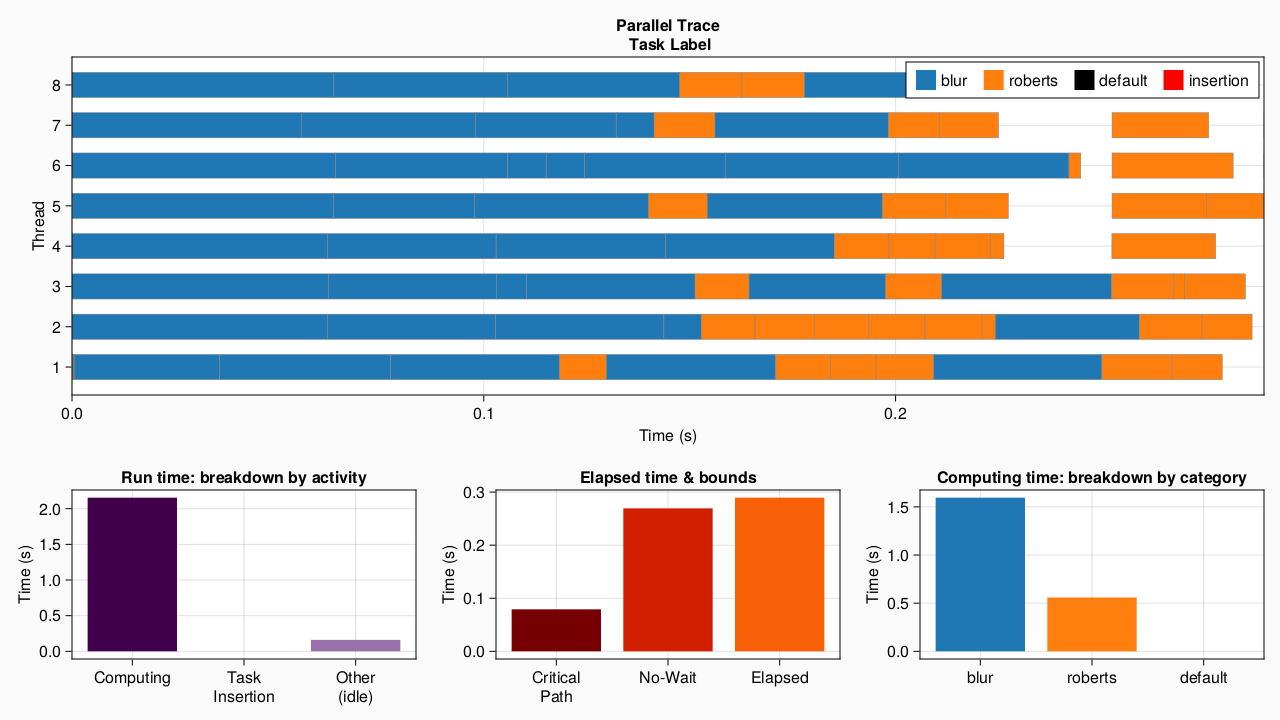 Parallel Trace
Task Label
blur roberts default insertion
8
7
6
5
4
3
2
1
Thread
0.0 0.1 0.2
Time (s)
Run time: breakdown by activity
2.0
1.5
1.0
0.5
0.0
Time (s)
Computing Task Insertion Other (idle)
Elapsed time & bounds
0.3
0.2
0.1
0.0
Time (s)
Critical Path No-Wait Elapsed
Computing time: breakdown by category
1.5
1.0
0.5
0.0
Time (s)
blur roberts default